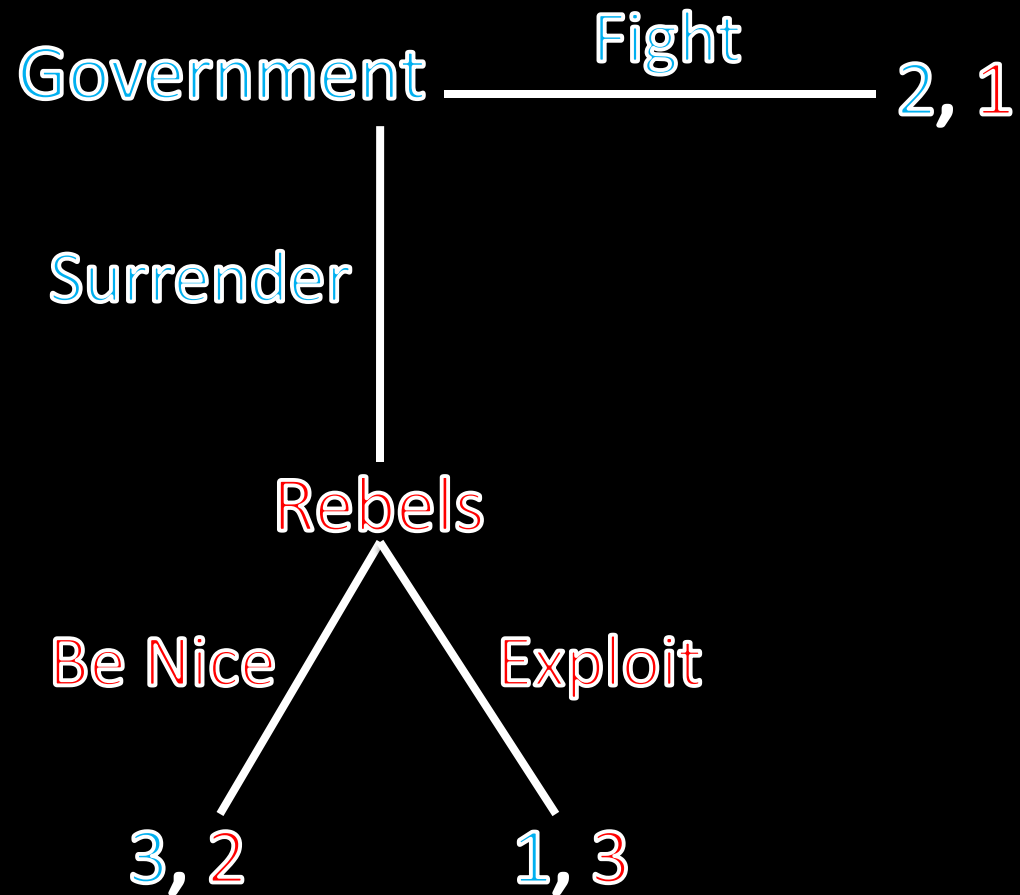 Fight
Government
2, 1
Surrender
Rebels
Be Nice
Exploit
3, 2
1, 3